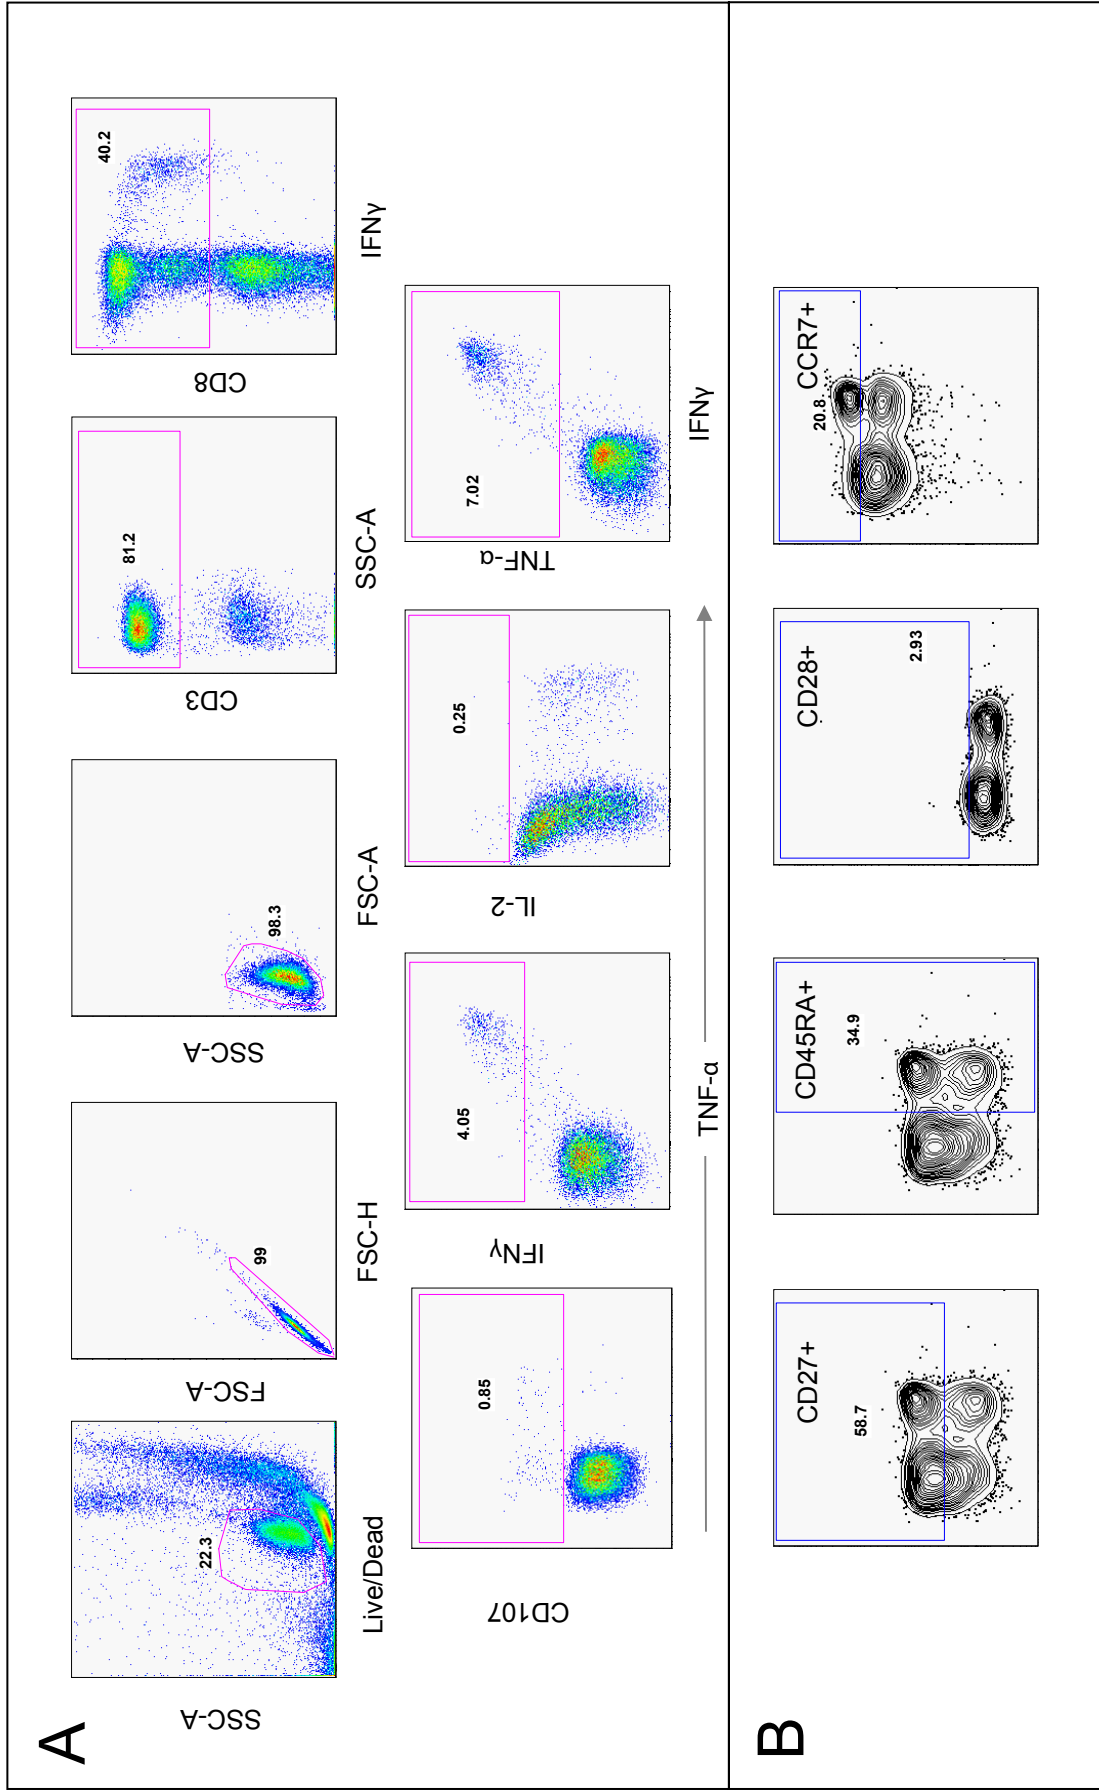 A
SSC-A
22.3
Live/Dead
FSC-A
99
FSC-H
SSC-A
98.3
FSC-A
CD3
81.2
SSC-A
CD8
40.2
IFNγ
CD107
0.85
IFNγ
4.05
IL-2
0.25
TNF-α
7.02
IFNγ
TNF-α
B
CD27+
58.7
CD45RA+
34.9
CD28+
2.93
CCR7+
20.8